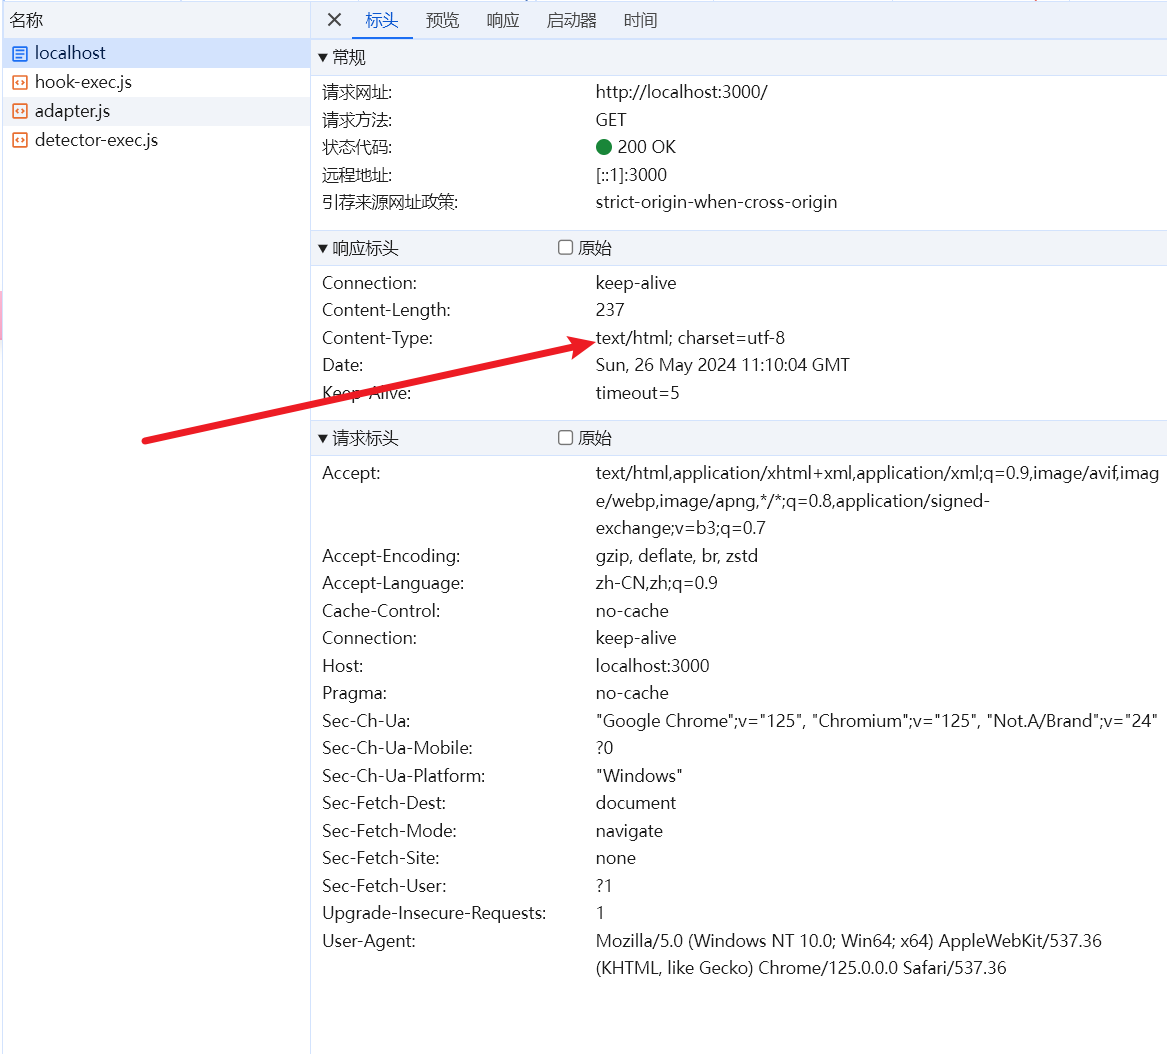 名称
localhost
hook-exec.js
adapter.js
detector-exec.js
标头 预览 响应 启动器 时间
常规
请求网址: http://localhost:3000/
请求方法: GET
状态代码: 200 OK
远程地址: [::1]:3000
引荐来源网址政策: strict-origin-when-cross-origin
响应标头 原始
Connection: keep-alive
Content-Length: 237
Content-Type: text/html; charset=utf-8
Date: Sun, 26 May 2024 11:10:04 GMT
Keep-Alive: timeout=5
请求标头 原始
Accept: text/html,application/xhtml+xml,application/xml;q=0.9,image/avif,imag
e/webp,image/apng,*/*;q=0.8,application/signed-
exchange;v=b3;q=0.7
Accept-Encoding: gzip, deflate, br, zstd
Accept-Language: zh-CN,zh;q=0.9
Cache-Control: no-cache
Connection: keep-alive
Host: localhost:3000
Pragma: no-cache
Sec-Ch-Ua: "Google Chrome";v="125", "Chromium";v="125", "Not.A/Brand";v="24"
Sec-Ch-Ua-Mobile: ?0
Sec-Ch-Ua-Platform: "Windows"
Sec-Fetch-Dest: document
Sec-Fetch-Mode: navigate
Sec-Fetch-Site: none
Sec-Fetch-User: ?1
Upgrade-Insecure-Requests: 1
User-Agent: Mozilla/5.0 (Windows NT 10.0; Win64; x64) AppleWebKit/537.36
(KHTML, like Gecko) Chrome/125.0.0.0 Safari/537.36